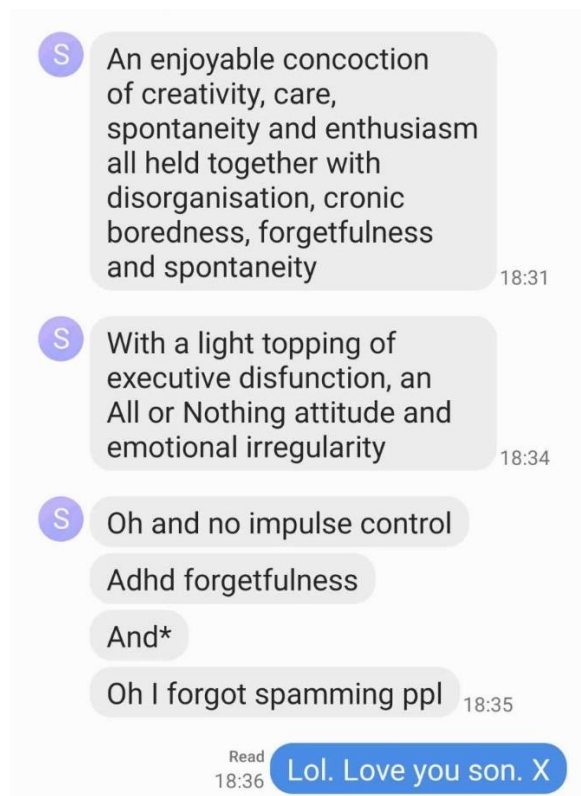 S
An enjoyable concoction
of creativity, care,
spontaneity and enthusiasm
all held together with
disorganisation, cronic
boredness, forgetfulness
and spontaneity
18:31
S
With a light topping of
executive disfunction, an
All or Nothing attitude and
emotional irregularity
18:34
S
Oh and no impulse control
Adhd forgetfulness
And*
Oh I forgot spamming ppl
18:35
Read
18:36
Lol. Love you son. X